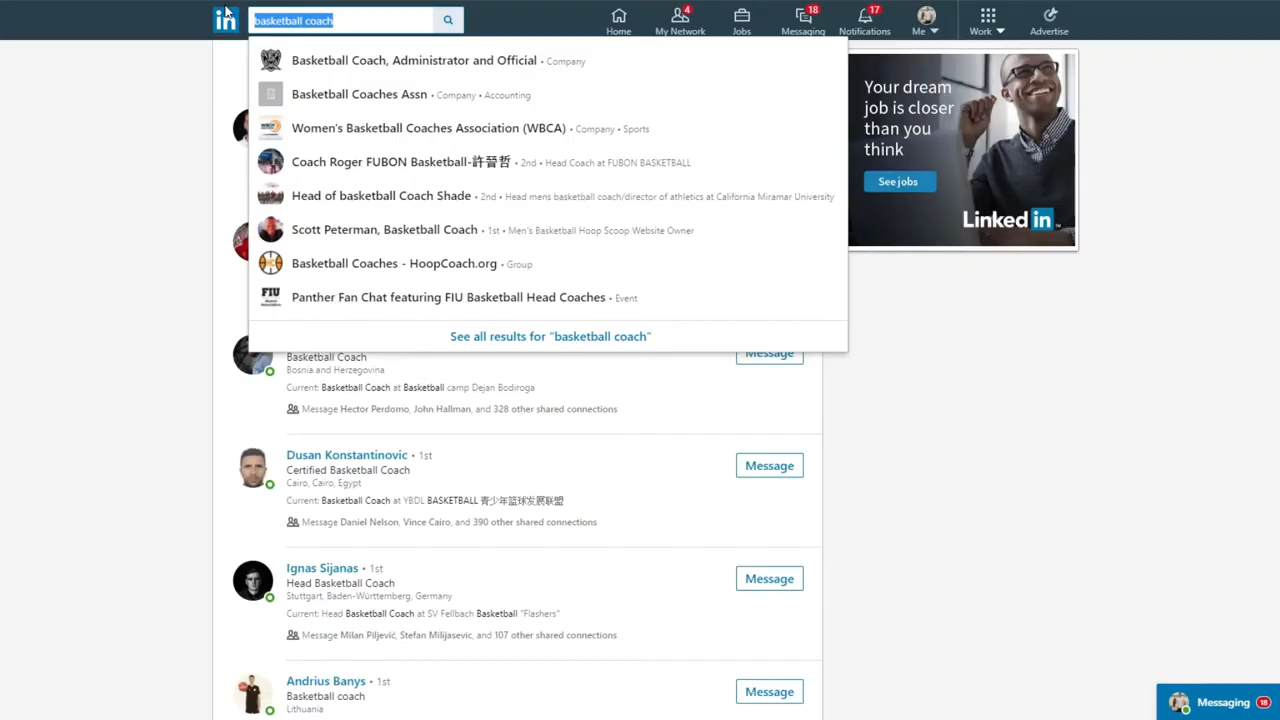 in
basketball coach
Home
4
My Network
Jobs
18
Messaging
17
Notifications
Me
Work
Advertise
Basketball Coach, Administrator and Official • Company
Basketball Coaches Assn • Company • Accounting
Women's Basketball Coaches Association (WBCA) • Company • Sports
Coach Roger FUBON Basketball-許晉哲 • 2nd • Head Coach at FUBON BASKETBALL
Head of basketball Coach Shade • 2nd • Head mens basketball coach/director of athletics at California Miramar University
Scott Peterman, Basketball Coach • 1st • Men's Basketball Hoop Scoop Website Owner
Basketball Coaches - HoopCoach.org • Group
FIU
Panther Fan Chat featuring FIU Basketball Head Coaches • Event
See all results for "basketball coach"
Your dream
job is closer
than you
think
See jobs
Linked in
Basketball Coach
Bosnia and Herzegovina
Current: Basketball Coach at Basketball camp Dejan Bodiroga
Message Hector Perdomo, John Hallman, and 328 other shared connections
Message
Dusan Konstantinovic • 1st
Certified Basketball Coach
Cairo, Cairo, Egypt
Current: Basketball Coach at YBDL BASKETBALL 青少年篮球发展联盟
Message Daniel Nelson, Vince Cairo, and 390 other shared connections
Message
Ignas Sijanas • 1st
Head Basketball Coach
Stuttgart, Baden-Württemberg, Germany
Current: Head Basketball Coach at SV Fellbach Basketball "Flashers"
Message Milan Piljević, Stefan Milijasevic, and 107 other shared connections
Message
Andrius Banys • 1st
Basketball coach
Lithuania
Message
Messaging 18